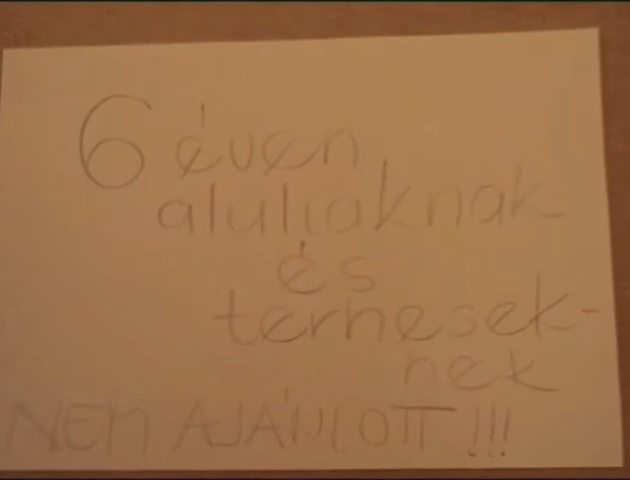 6 éven
aluliaknak
és
terhesek-
nek
NEM AJÁNLOTT !!!